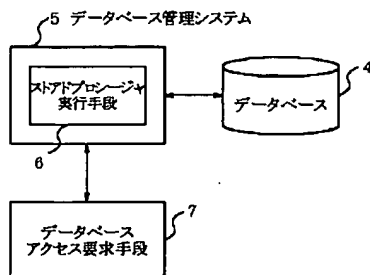 5 データベース管理システム
ストアドプロシージャ
実行手段
6
データベース
4
7
データベース
アクセス要求手段